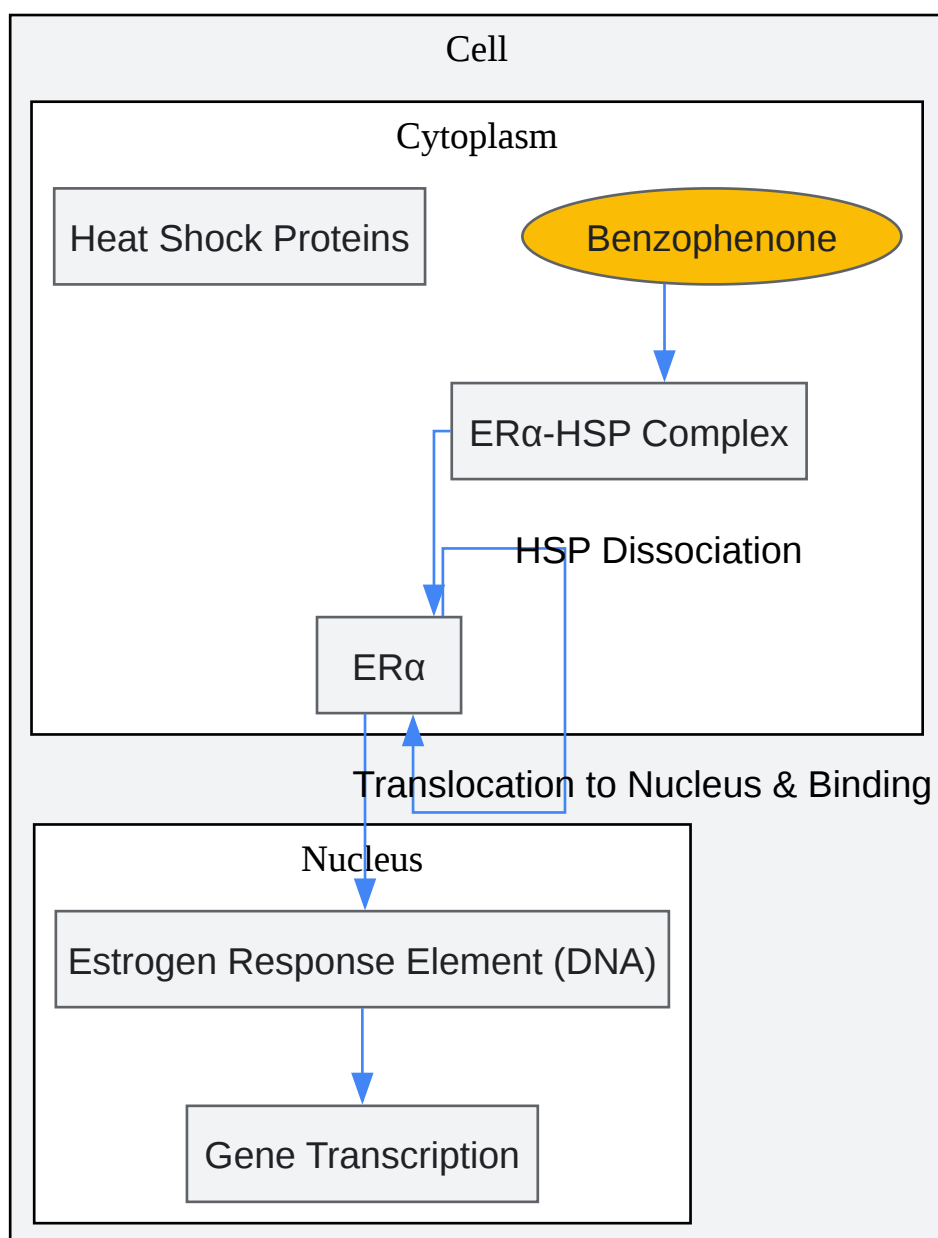 Cell
Cytoplasm
Heat Shock Proteins
Benzophenone
ERα-HSP Complex
HSP Dissociation
ERα
Translocation to Nucleus & Binding
Nucleus
Estrogen Response Element (DNA)
Gene Transcription